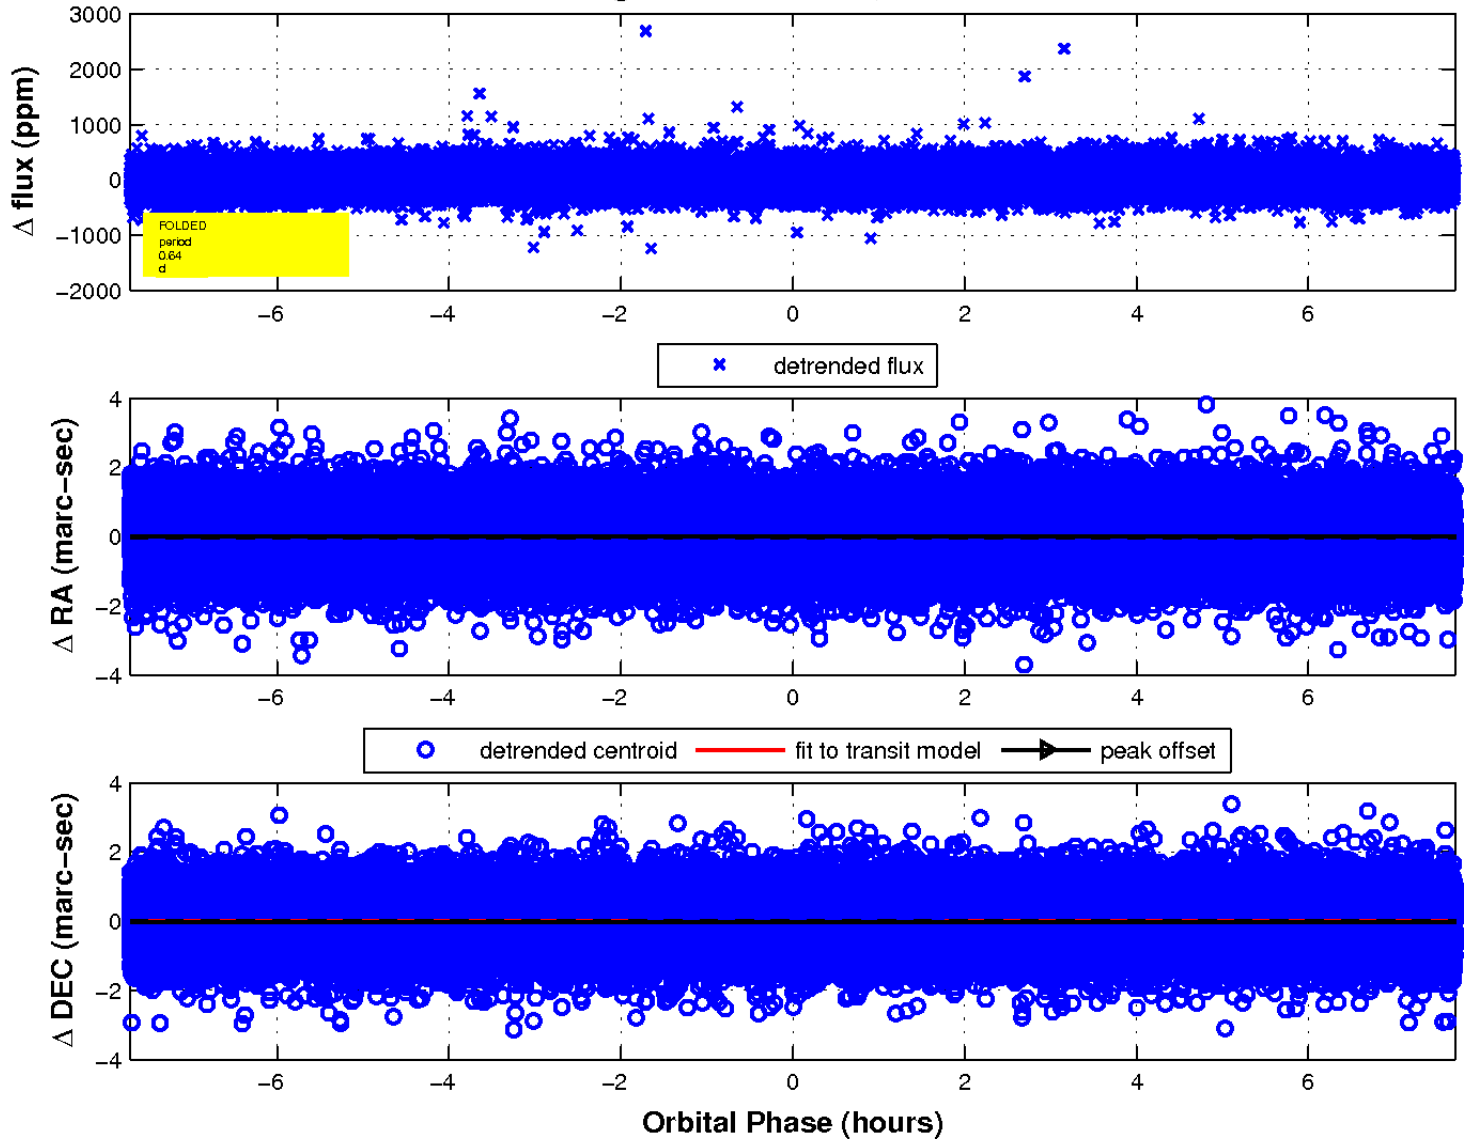 3000
2000
1000
0
−1000
−2000
Δ flux (ppm)
FOLDED
period
0.64
d
−6 −4 −2 0 2 4 6
detrended flux
4
2
0
−2
−4
Δ RA (marc−sec)
−6 −4 −2 0 2 4 6
detrended centroid fit to transit model peak offset
4
2
0
−2
−4
Δ DEC (marc−sec)
−6 −4 −2 0 2 4 6
Orbital Phase (hours)